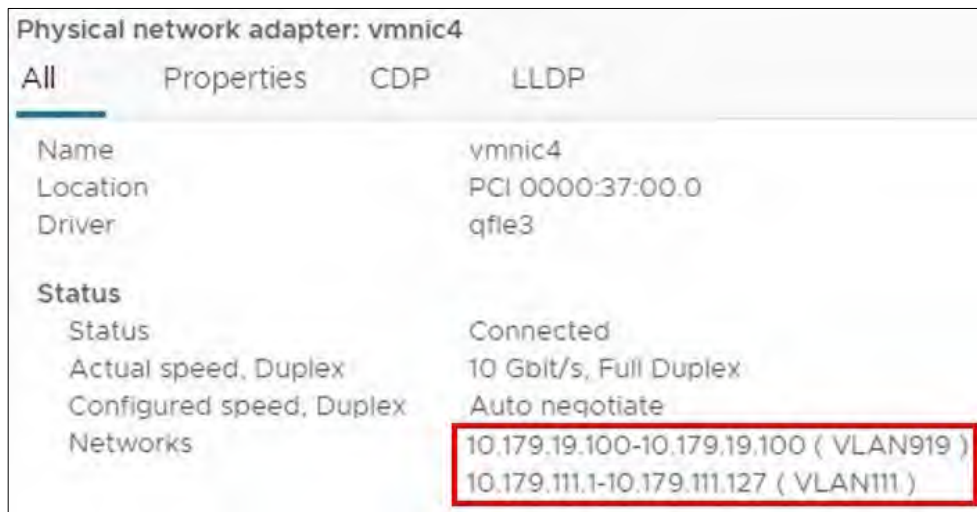 Physical network adapter: vmnic4
All Properties CDP LLDP
Name vmnic4
Location PCI 0000:37:00.0
Driver qfle3
Status
Status Connected
Actual speed, Duplex 10 Gbit/s, Full Duplex
Configured speed, Duplex Auto negotiate
Networks 10.179.19.100-10.179.19.100 ( VLAN919 )
10.179.111.1-10.179.111.127 ( VLAN111 )